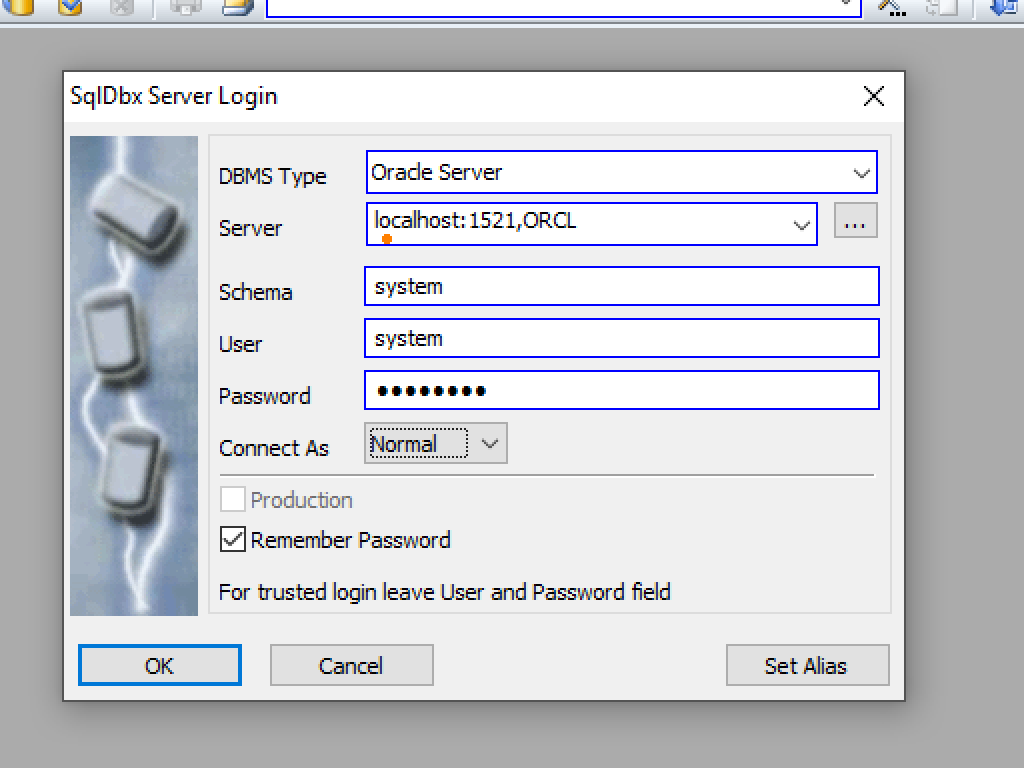 SqlDbx Server Login
DBMS Type Oracle Server
Server localhost:1521,ORCL ...
Schema system
User system
Password ••••••••
Connect As Normal
Production
Remember Password
For trusted login leave User and Password field
OK Cancel Set Alias